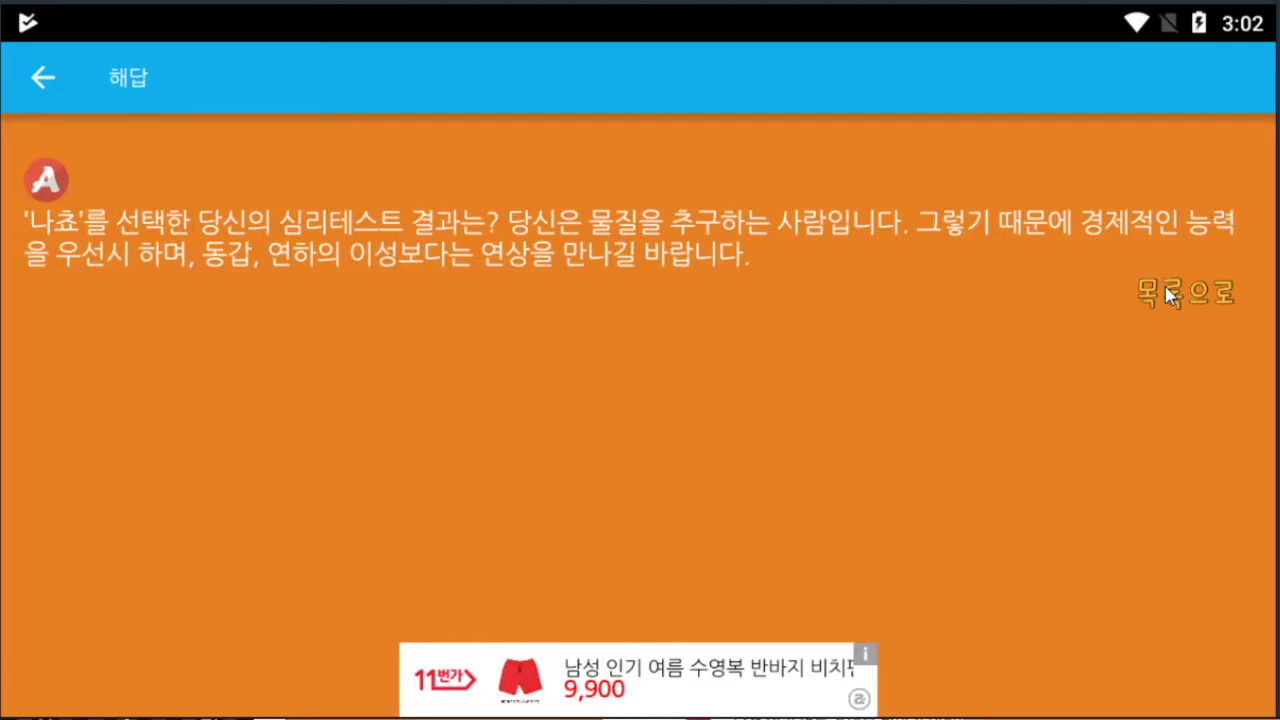 3:02
해답
A
'나쵸'를 선택한 당신의 심리테스트 결과는? 당신은 물질을 추구하는 사람입니다. 그렇기 때문에 경제적인 능력
을 우선시 하며, 동갑, 연하의 이성보다는 연상을 만나길 바랍니다.
목록으로
11번가
남성 인기 여름 수영복 반바지 비치
9,900